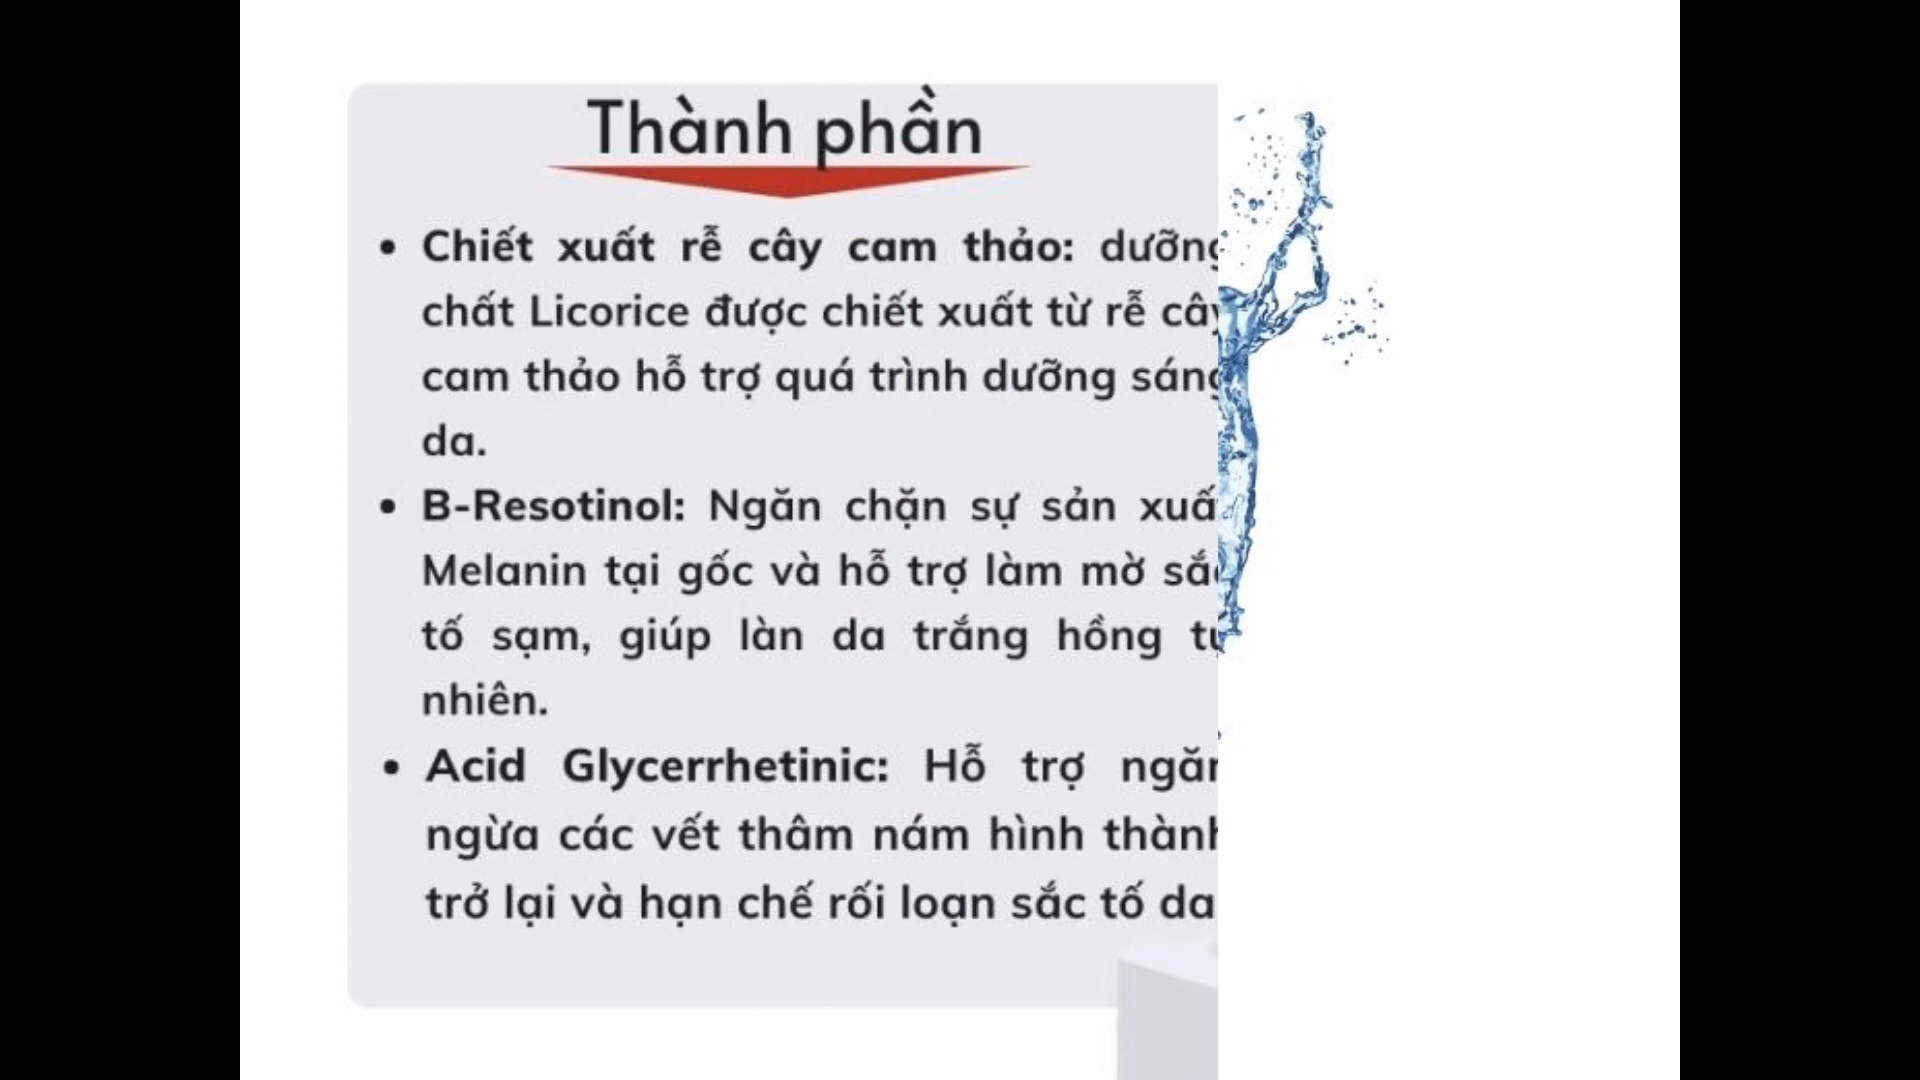 Thành phần
• Chiết xuất rễ cây cam thảo: dưỡng
chất Licorice được chiết xuất từ rễ cây
cam thảo hỗ trợ quá trình dưỡng sáng
da.
• B-Resotinol: Ngăn chặn sự sản xuấ
Melanin tại gốc và hỗ trợ làm mờ sắc
tố sạm, giúp làn da trắng hồng tự
nhiên.
• Acid Glycerrhetinic: Hỗ trợ ngăn
ngừa các vết thâm nám hình thành
trở lại và hạn chế rối loạn sắc tố da